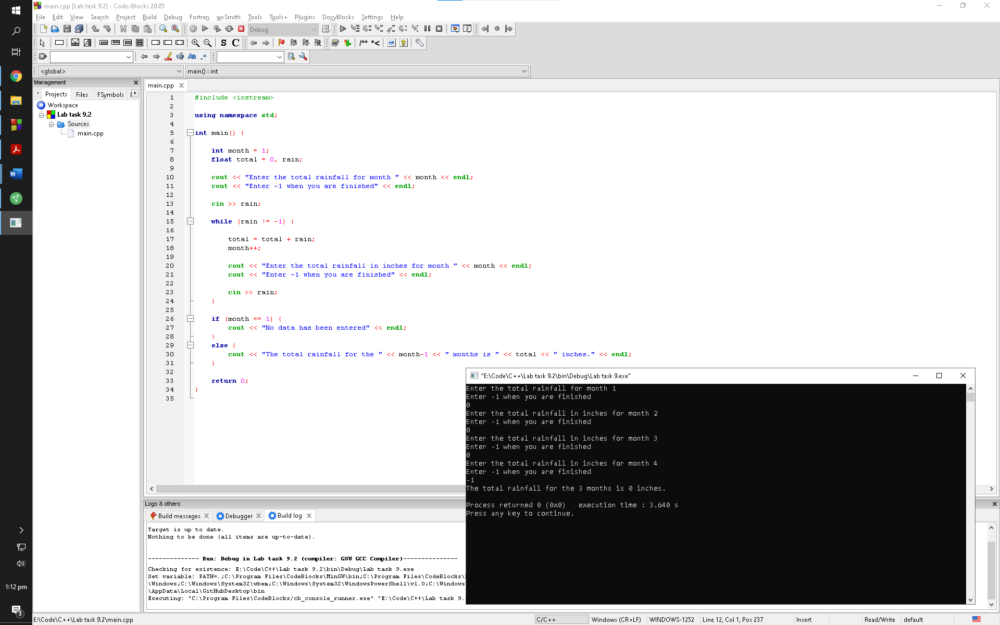 main.cpp [Lab task 9.2] - Code::Blocks 20.03
File Edit View Search Project Build Debug Fortran wxSmith Tools Tools+ Plugins DoxyBlocks Settings Help
Debug
S C /** *<
Aa .*
<global> main() : int
Management
main.cpp
Projects Files FSymbols
Workspace
Lab task 9.2
Sources
main.cpp
1 #include <iostream>
2
3 using namespace std;
4
5 int main() {
6
7 int month = 1;
8 float total = 0, rain;
9
10 cout << "Enter the total rainfall for month " << month << endl;
11 cout << "Enter -1 when you are finished" << endl;
12
13 cin >> rain;
14
15 while (rain != -1) {
16
17 total = total + rain;
18 month++;
19
20 cout << "Enter the total rainfall in inches for month " << month << endl;
21 cout << "Enter -1 when you are finished" << endl;
22
23 cin >> rain;
24 }
25
26 if (month == 1) {
27 cout << "No data has been entered" << endl;
28 }
29 else {
30 cout << "The total rainfall for the " << month-1 << " months is " << total << " inches." << endl;
31 }
32
33 return 0;
34 }
35
"E:\Code\C++\Lab task 9.2\bin\Debug\Lab task 9.exe"
Enter the total rainfall for month 1
Enter -1 when you are finished
0
Enter the total rainfall in inches for month 2
Enter -1 when you are finished
0
Enter the total rainfall in inches for month 3
Enter -1 when you are finished
0
Enter the total rainfall in inches for month 4
Enter -1 when you are finished
-1
The total rainfall for the 3 months is 0 inches.
Process returned 0 (0x0) execution time : 3.640 s
Press any key to continue.
Logs & others
Build messages Debugger Build log
Target is up to date.
Nothing to be done (all items are up-to-date).
-------------- Run: Debug in Lab task 9.2 (compiler: GNU GCC Compiler)---------------
Checking for existence: E:\Code\C++\Lab task 9.2\bin\Debug\Lab task 9.exe
Set variable: PATH=.;C:\Program Files\CodeBlocks\MinGW\bin;C:\Program Files\CodeBlocks\
\Windows;C:\Windows\System32\wbem;C:\Windows\System32\WindowsPowerShell\v1.0;C:\Windows
\AppData\Local\GitHubDesktop\bin
Executing: "C:\Program Files\CodeBlocks/cb_console_runner.exe" "E:\Code\C++\Lab task 9.
1:12 pm
3
E:\Code\C++\Lab task 9.2\main.cpp C/C++ Windows (CR+LF) WINDOWS-1252 Line 12, Col 1, Pos 237 Insert Read/Write default